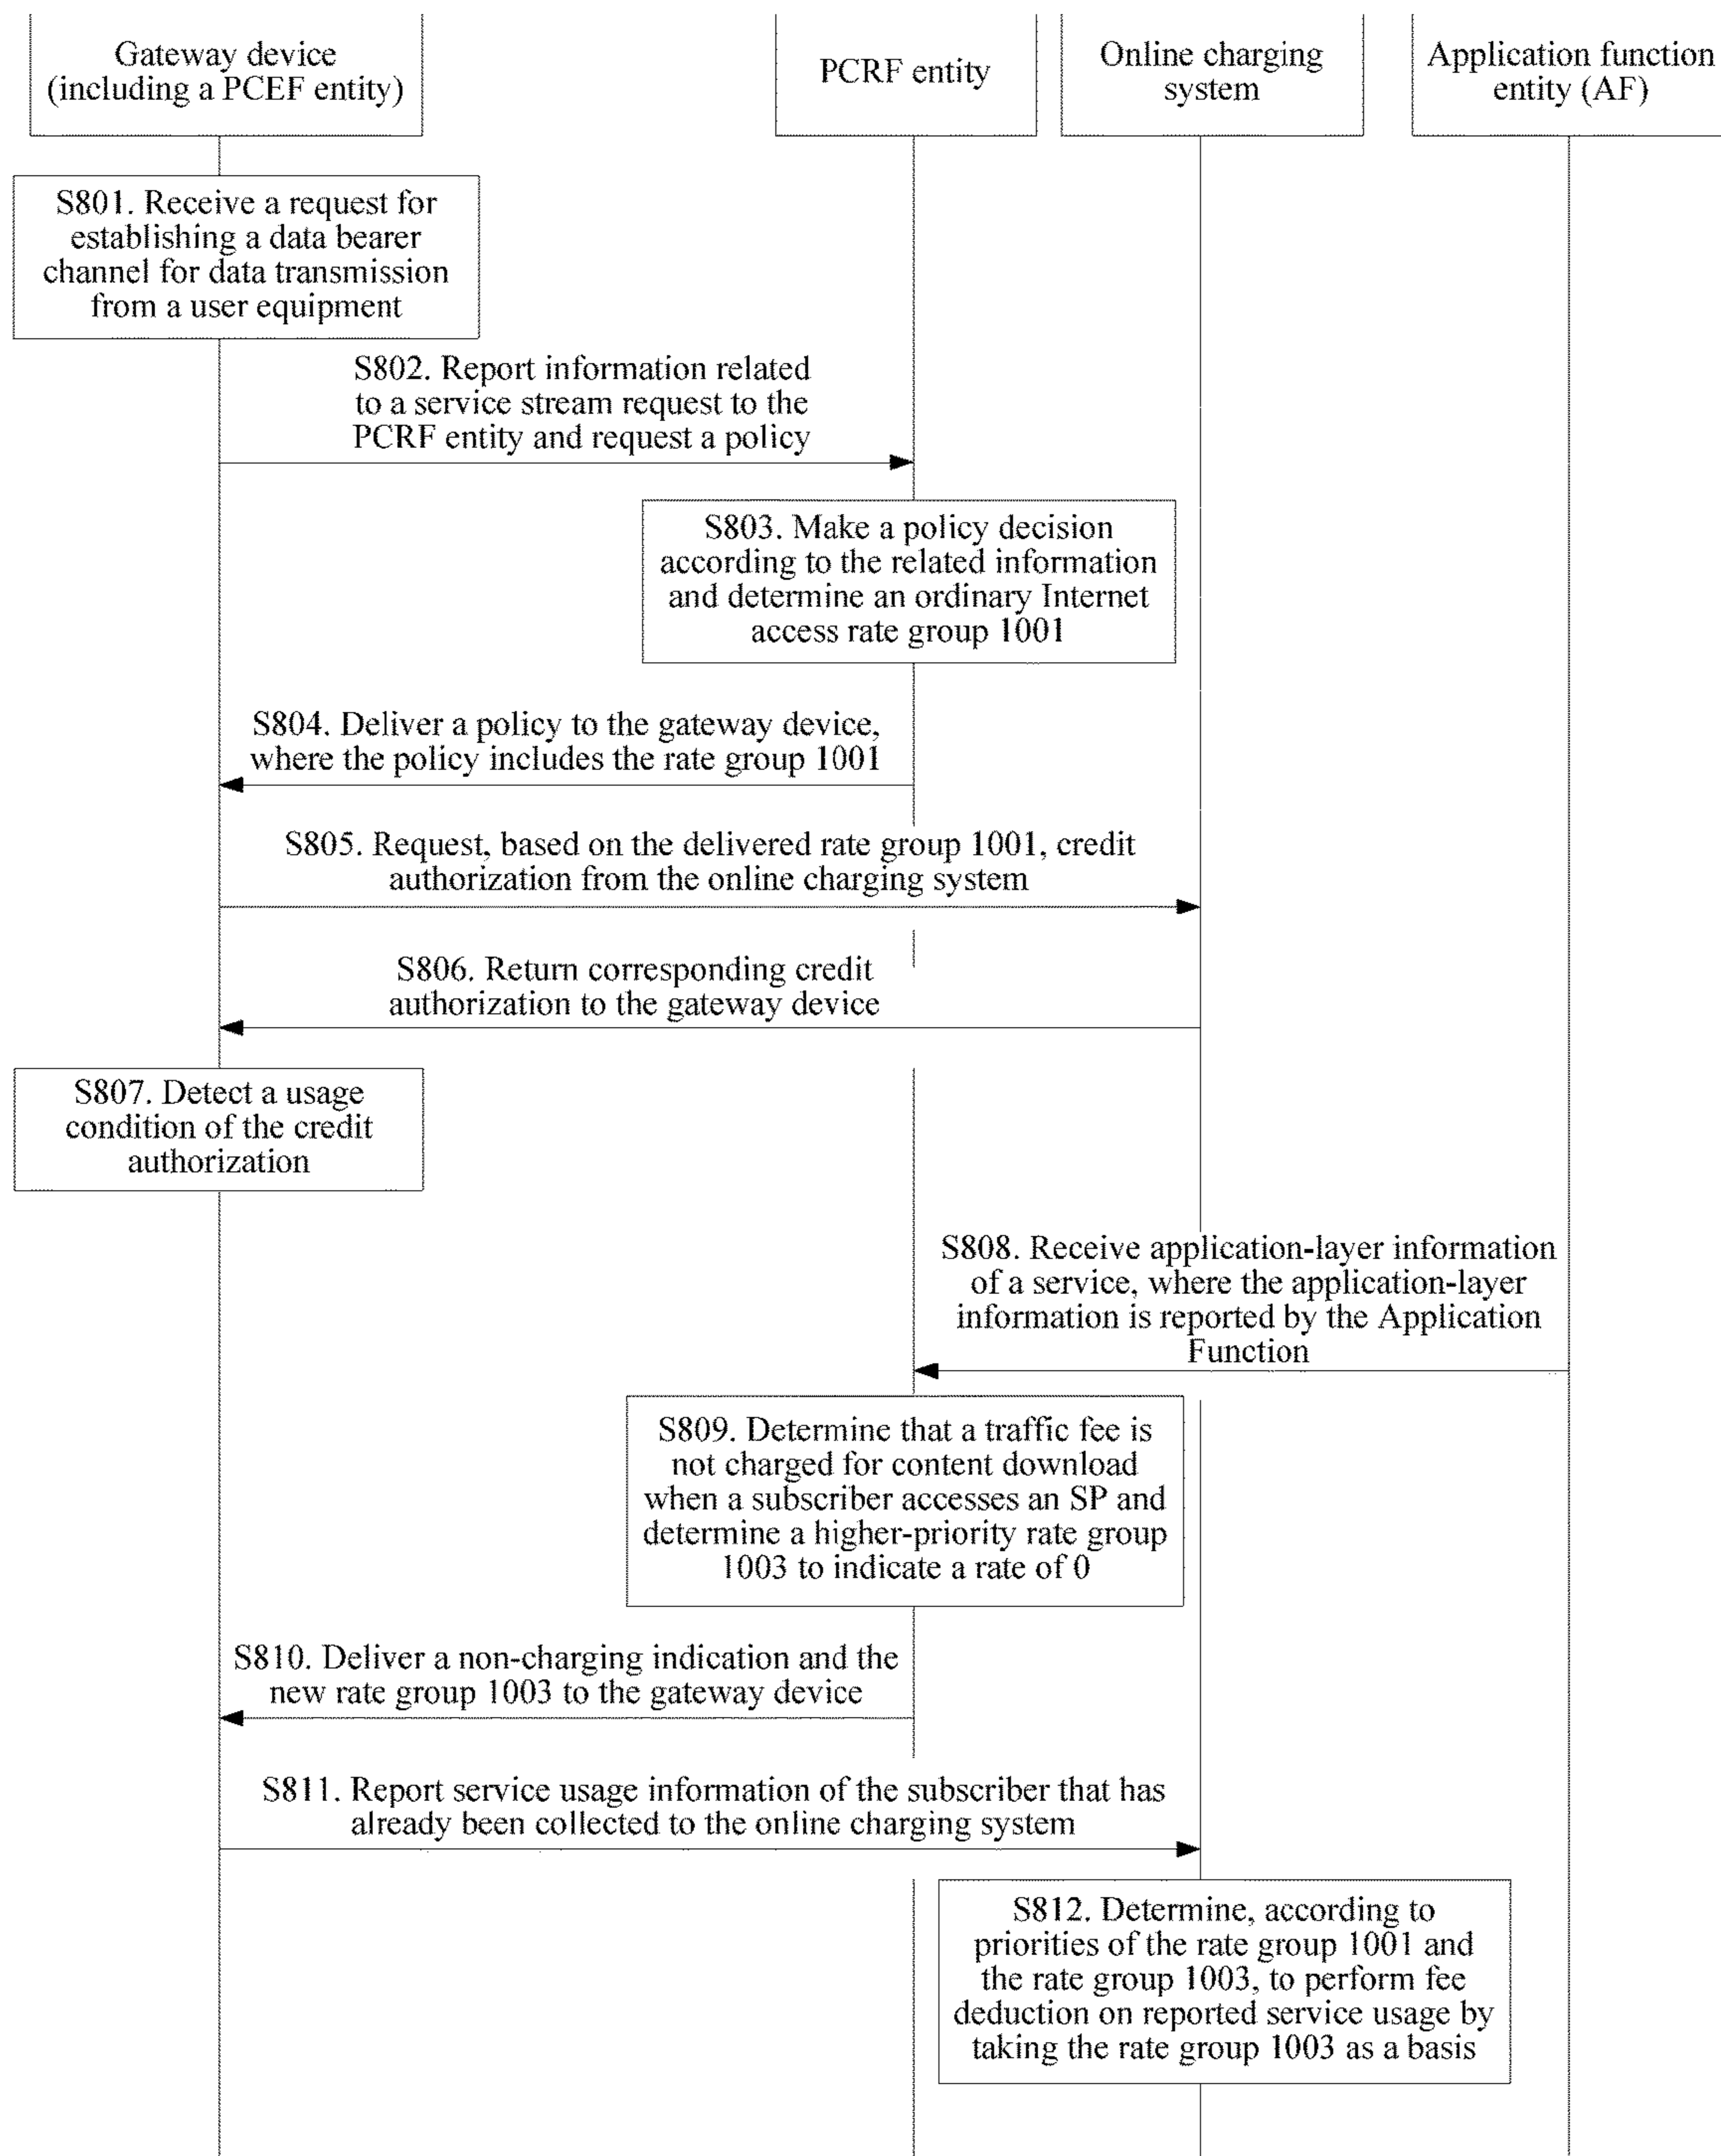 Gateway device
(including a PCEF entity)
PCRF entity
Online charging
system
Application function
entity (AF)
S801. Receive a request for
establishing a data bearer
channel for data transmission
from a user equipment
S802. Report information related
to a service stream request to the
PCRF entity and request a policy
S803. Make a policy decision
according to the related information
and determine an ordinary Internet
access rate group 1001
S804. Deliver a policy to the gateway device,
where the policy includes the rate group 1001
S805. Request, based on the delivered rate group 1001, credit
authorization from the online charging system
S806. Return corresponding credit
authorization to the gateway device
S807. Detect a usage
condition of the credit
authorization
S808. Receive application-layer information
of a service, where the application-layer
information is reported by the Application
Function
S809. Determine that a traffic fee is
not charged for content download
when a subscriber accesses an SP and
determine a higher-priority rate group
1003 to indicate a rate of 0
S810. Deliver a non-charging indication and the
new rate group 1003 to the gateway device
S811. Report service usage information of the subscriber that has
already been collected to the online charging system
S812. Determine, according to
priorities of the rate group 1001 and
the rate group 1003, to perform fee
deduction on reported service usage by
taking the rate group 1003 as a basis